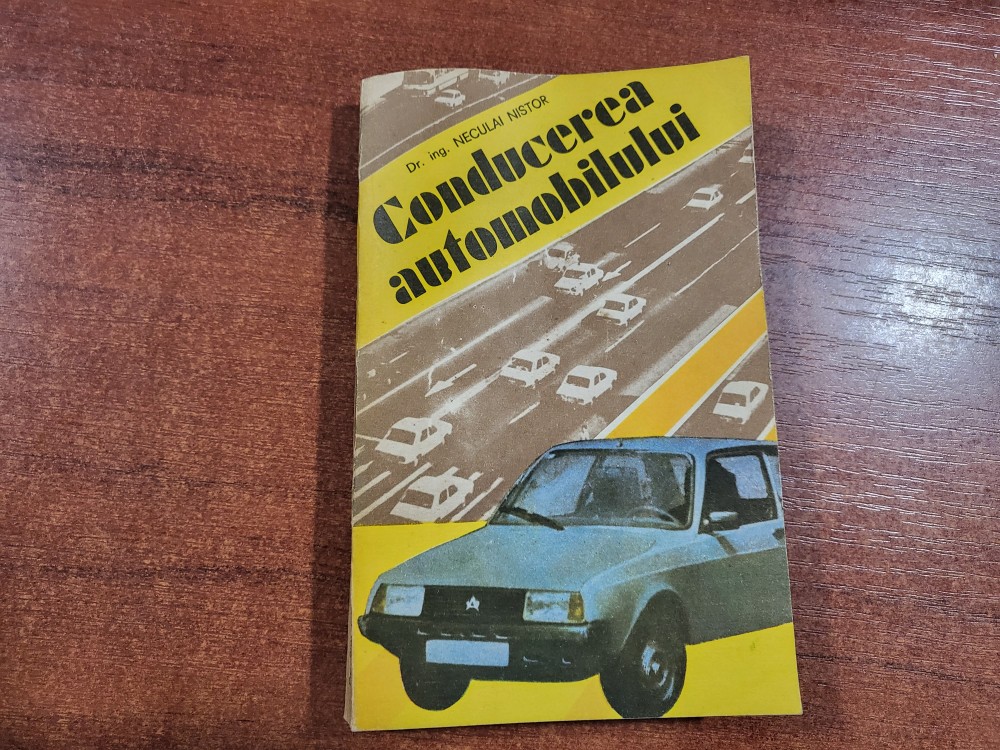 Dr. ing. NECULAI NISTOR
Conducerea
automobilului